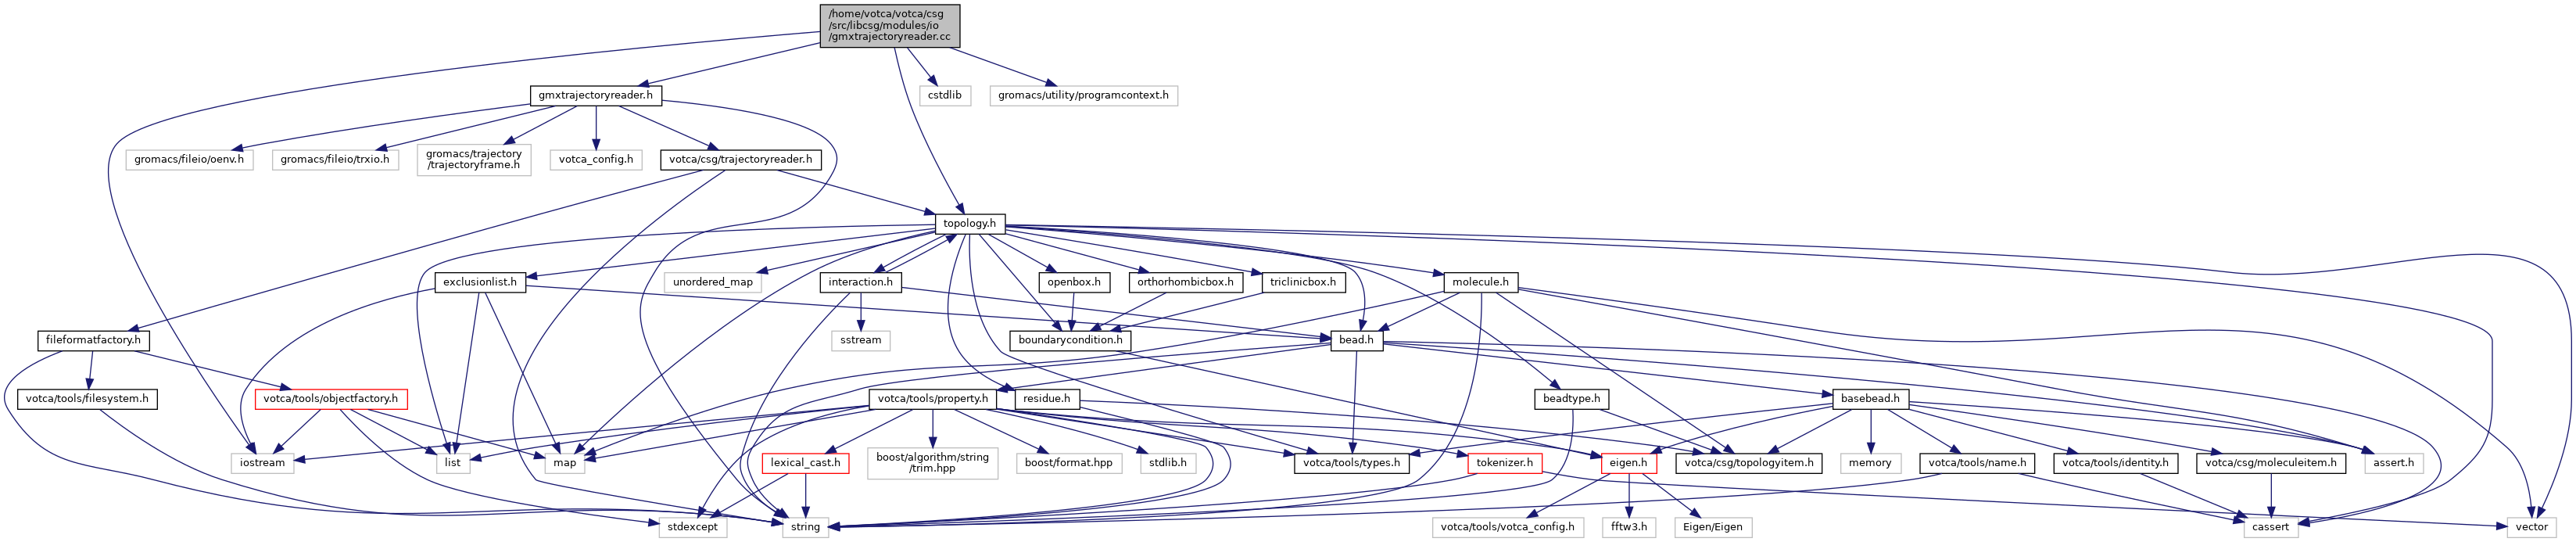 /home/votca/votca/csg
/src/libcsg/modules/io
/gmxtrajectoryreader.cc
gmxtrajectoryreader.h
cstdlib
gromacs/utility/programcontext.h
gromacs/fileio/oenv.h
gromacs/fileio/trxio.h
gromacs/trajectory
/trajectoryframe.h
votca_config.h
votca/csg/trajectoryreader.h
topology.h
exclusionlist.h
unordered_map
interaction.h
openbox.h
orthorhombicbox.h
triclinicbox.h
molecule.h
fileformatfactory.h
sstream
boundarycondition.h
bead.h
votca/tools/filesystem.h
votca/tools/objectfactory.h
votca/tools/property.h
residue.h
beadtype.h
basebead.h
iostream
list
map
lexical_cast.h
boost/algorithm/string
/trim.hpp
boost/format.hpp
stdlib.h
votca/tools/types.h
tokenizer.h
eigen.h
votca/csg/topologyitem.h
memory
votca/tools/name.h
votca/tools/identity.h
votca/csg/moleculeitem.h
assert.h
stdexcept
string
votca/tools/votca_config.h
fftw3.h
Eigen/Eigen
cassert
vector